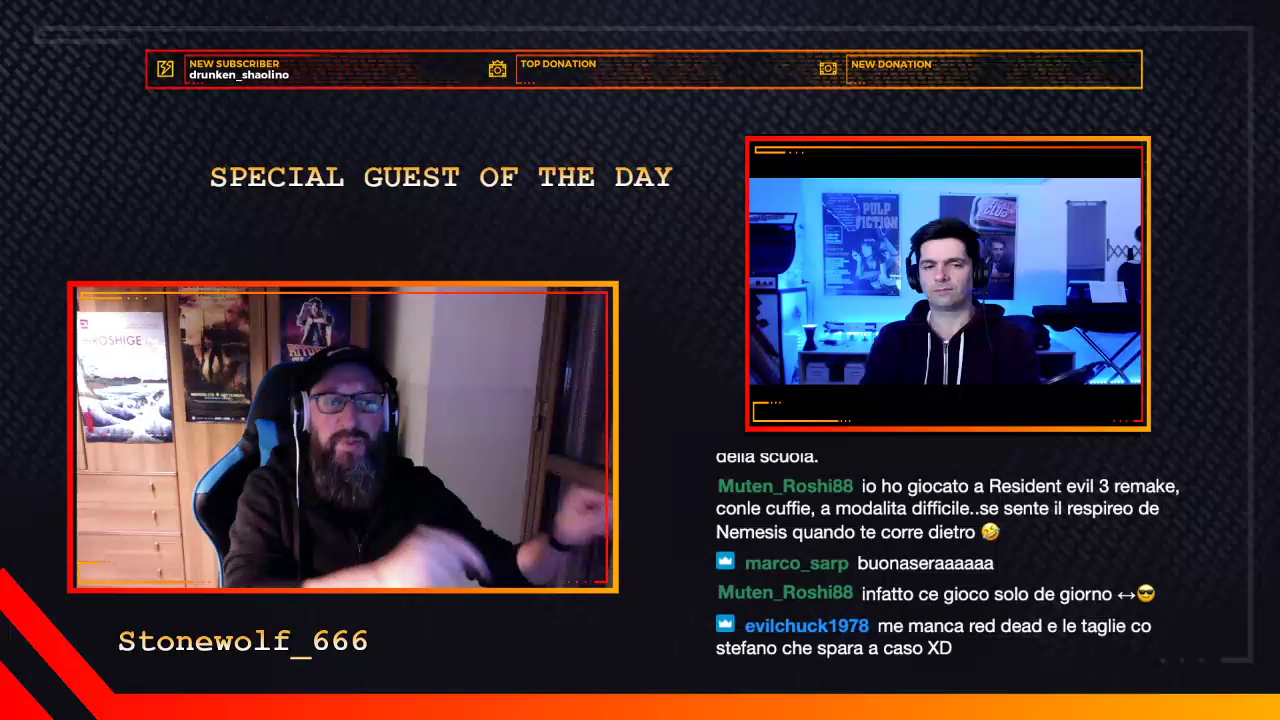 NEW SUBSCRIBER
drunken_shaolino
TOP DONATION
NEW DONATION
SPECIAL GUEST OF THE DAY
PULP
FICTION
CLUB
HIROSHIGE
Stonewolf_666
della scuola.
Muten_Roshi88 io ho giocato a Resident evil 3 remake,
conle cuffie, a modalita difficile..se sente il respireo de
Nemesis quando te corre dietro 🤣
marco_sarp buonaseraaaaaa
Muten_Roshi88 infatto ce gioco solo de giorno ↔😎
evilchuck1978 me manca red dead e le taglie co
stefano che spara a caso XD